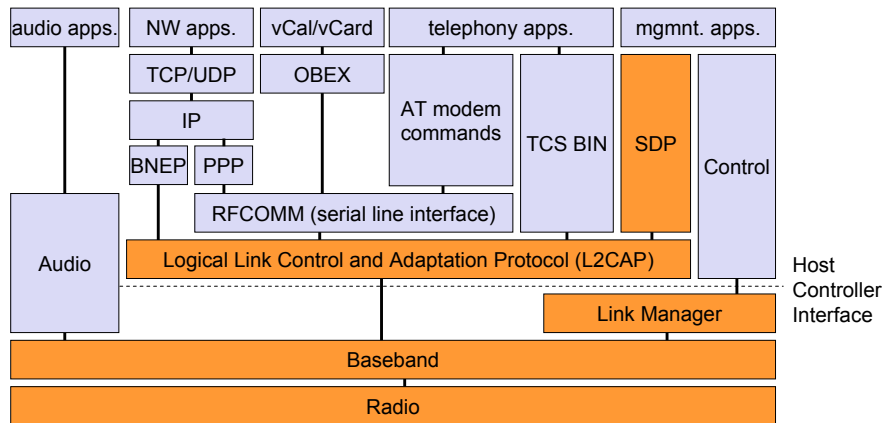 audio apps.
NW apps.
vCal/vCard
telephony apps.
mgmnt. apps.
TCP/UDP
OBEX
AT modem
commands
TCS BIN
SDP
Control
IP
BNEP
PPP
RFCOMM (serial line interface)
Audio
Logical Link Control and Adaptation Protocol (L2CAP)
Host
Controller
Interface
Link Manager
Baseband
Radio